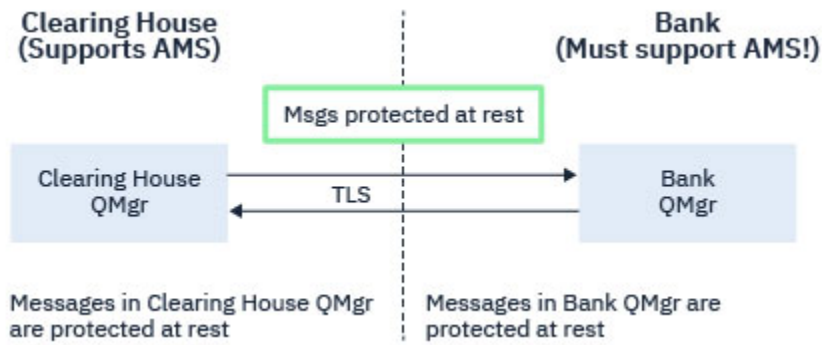 Clearing House
(Supports AMS)
Bank
(Must support AMS!)
Msgs protected at rest
Clearing House
QMgr
TLS
Bank
QMgr
Messages in Clearing House QMgr
are protected at rest
Messages in Bank QMgr are
protected at rest